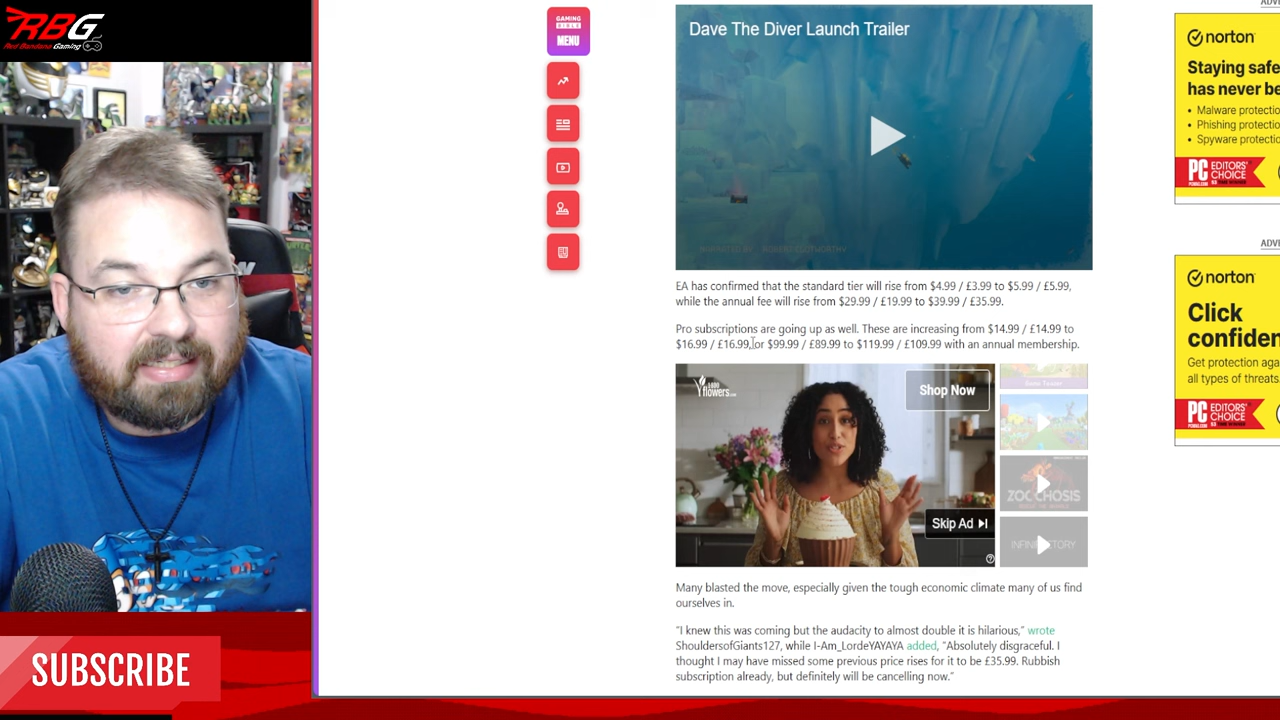 RBG
Red Bandana Gaming
SUBSCRIBE
GAMING
BIBLE
MENU
Dave The Diver Launch Trailer
EA has confirmed that the standard tier will rise from $4.99 / £3.99 to $5.99 / £5.99,
while the annual fee will rise from $29.99 / £19.99 to $39.99 / £35.99.
Pro subscriptions are going up as well. These are increasing from $14.99 / £14.99 to
$16.99 / £16.99, or $99.99 / £89.99 to $119.99 / £109.99 with an annual membership.
flowers.com
Shop Now
Skip Ad
ZOOCHOSIS
Many blasted the move, especially given the tough economic climate many of us find
ourselves in.
“I knew this was coming but the audacity to almost double it is hilarious,” wrote
ShouldersofGiants127, while I-Am_LordeYAYAYA added, “Absolutely disgraceful. I
thought I may have missed some previous price rises for it to be £35.99. Rubbish
subscription already, but definitely will be cancelling now.”
norton
Staying safe
has never be
• Malware protectio
• Phishing protectio
• Spyware protectio
PC EDITORS'
CHOICE
norton
Click
confiden
Get protection aga
all types of threats.
PC EDITORS'
CHOICE